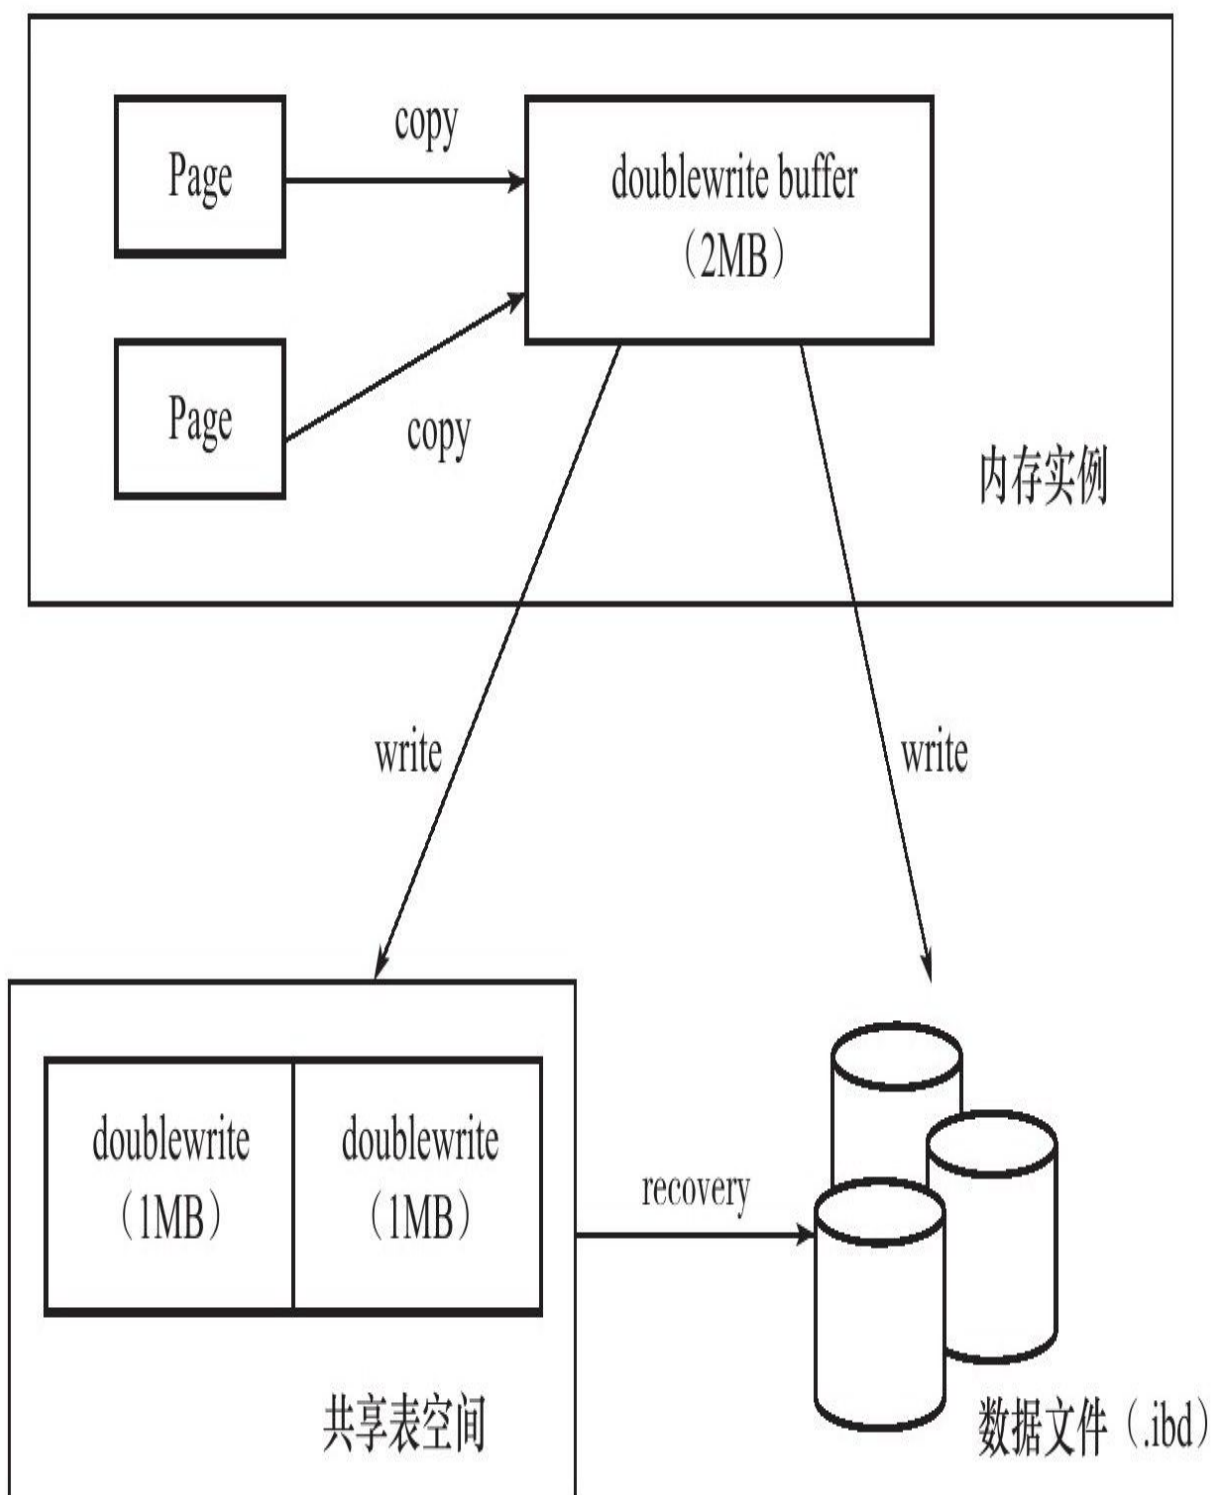 copy
Page
doublewrite buffer
（2MB）
Page
copy
内存实例
write
write
doublewrite
（1MB）
doublewrite
（1MB）
recovery
共享表空间
数据文件（.ibd）